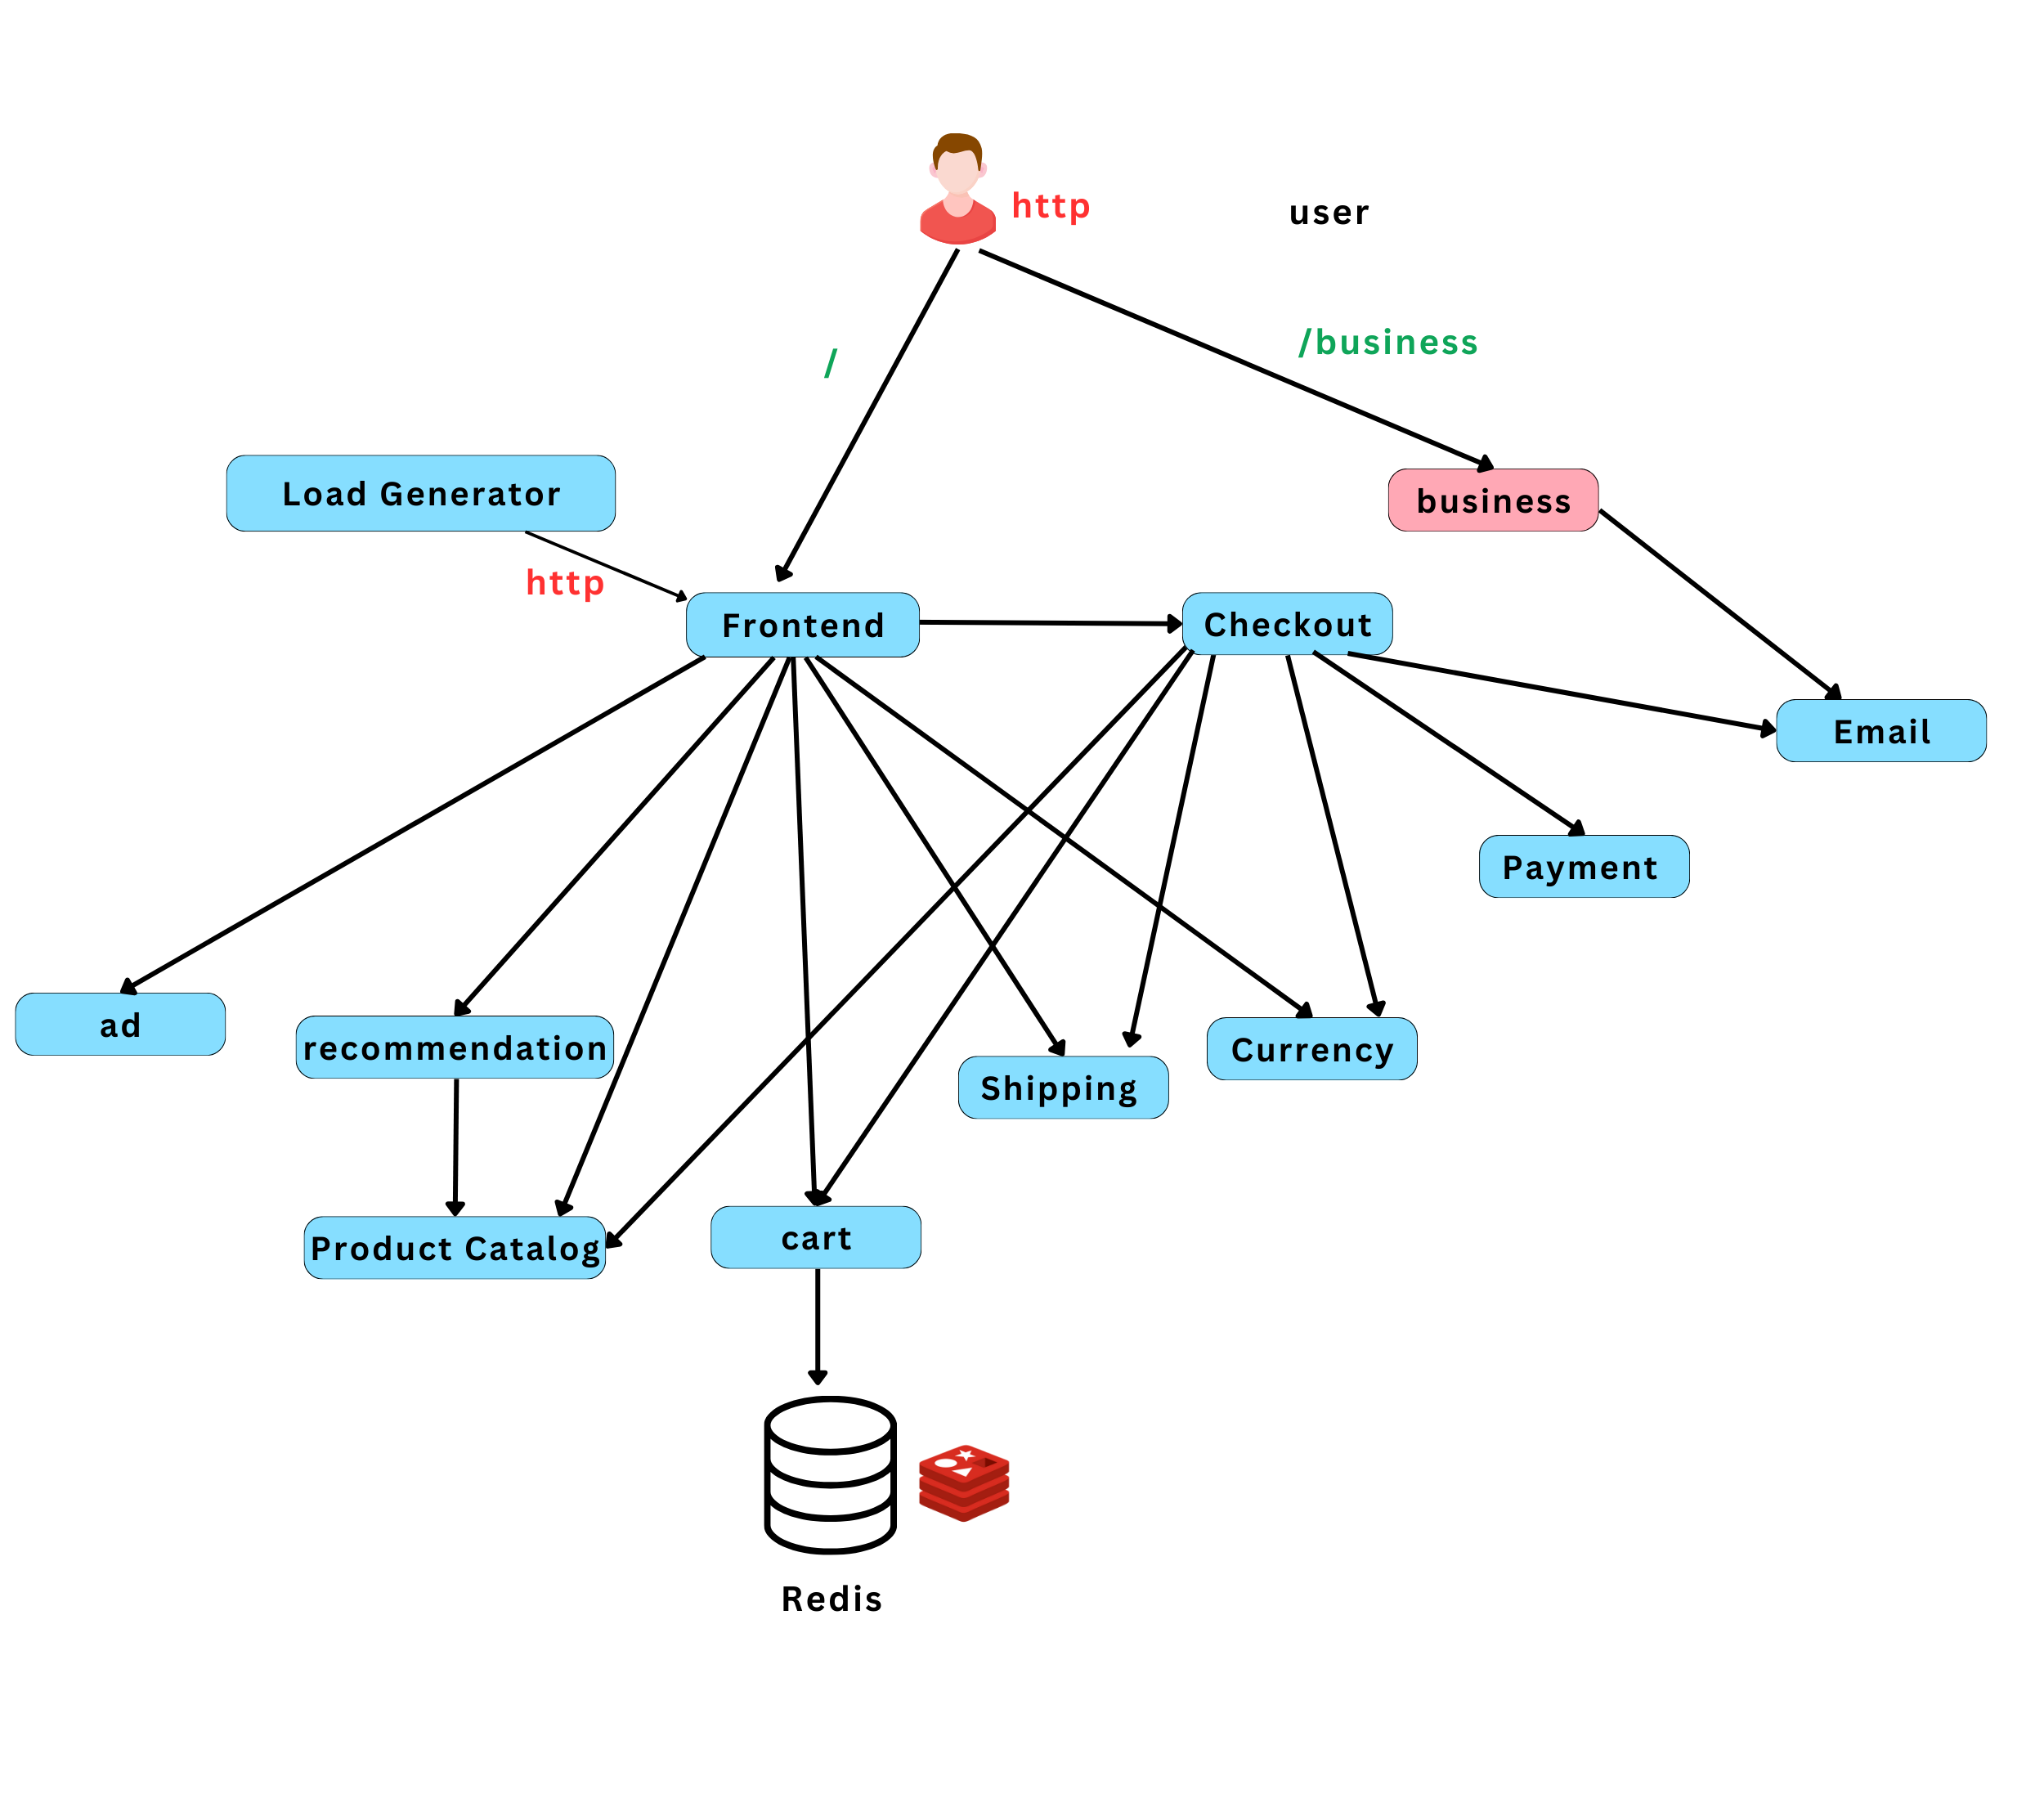 http
user
/
/business
Load Generator
business
http
Frontend
Checkout
Email
Payment
ad
recommendation
Currency
Shipping
cart
Product Catalog
Redis